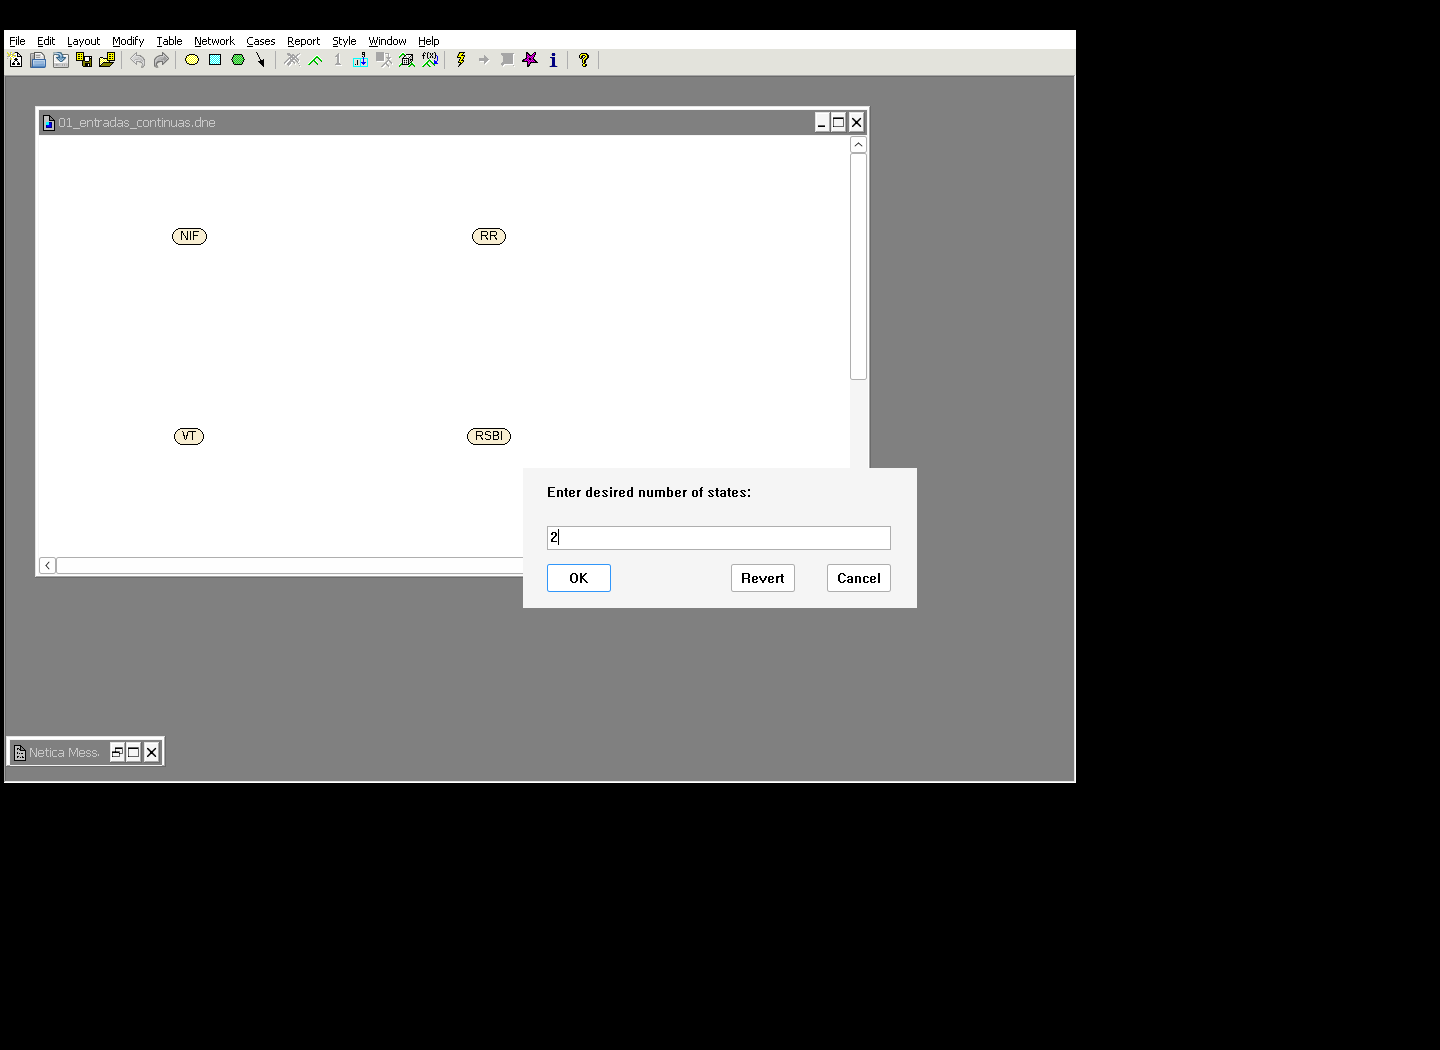 File Edit Layout Modify Table Network Cases Report Style Window Help
1 f(x) i ?
01_entradas_continuas.dne
NIF RR
VT RSBI
Enter desired number of states:
2
OK Revert Cancel
Netica Mess